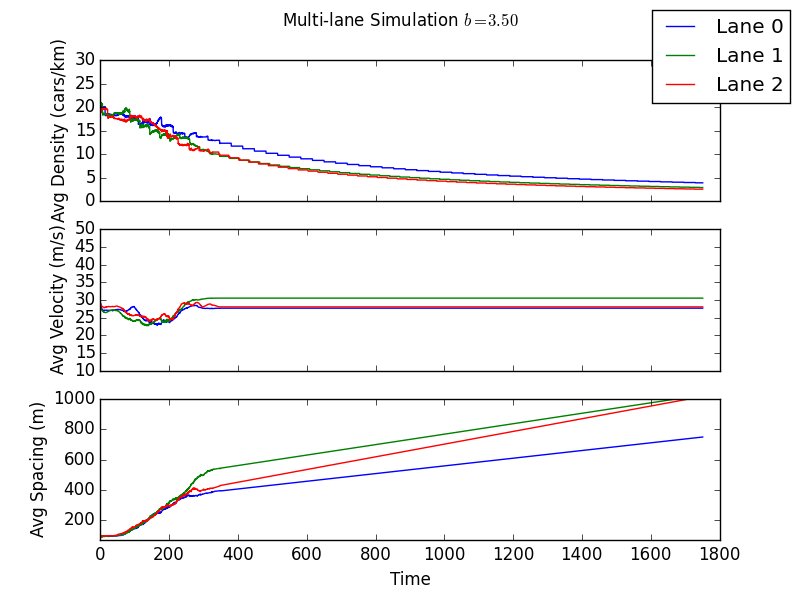 Multi-lane Simulation b=3.50
Lane 0
Lane 1
Lane 2
Avg Density (cars/km)
30
25
20
15
10
5
0
Avg Velocity (m/s)
50
45
40
35
30
25
20
15
10
Avg Spacing (m)
1000
800
600
400
200
0 200 400 600 800 1000 1200 1400 1600 1800
Time